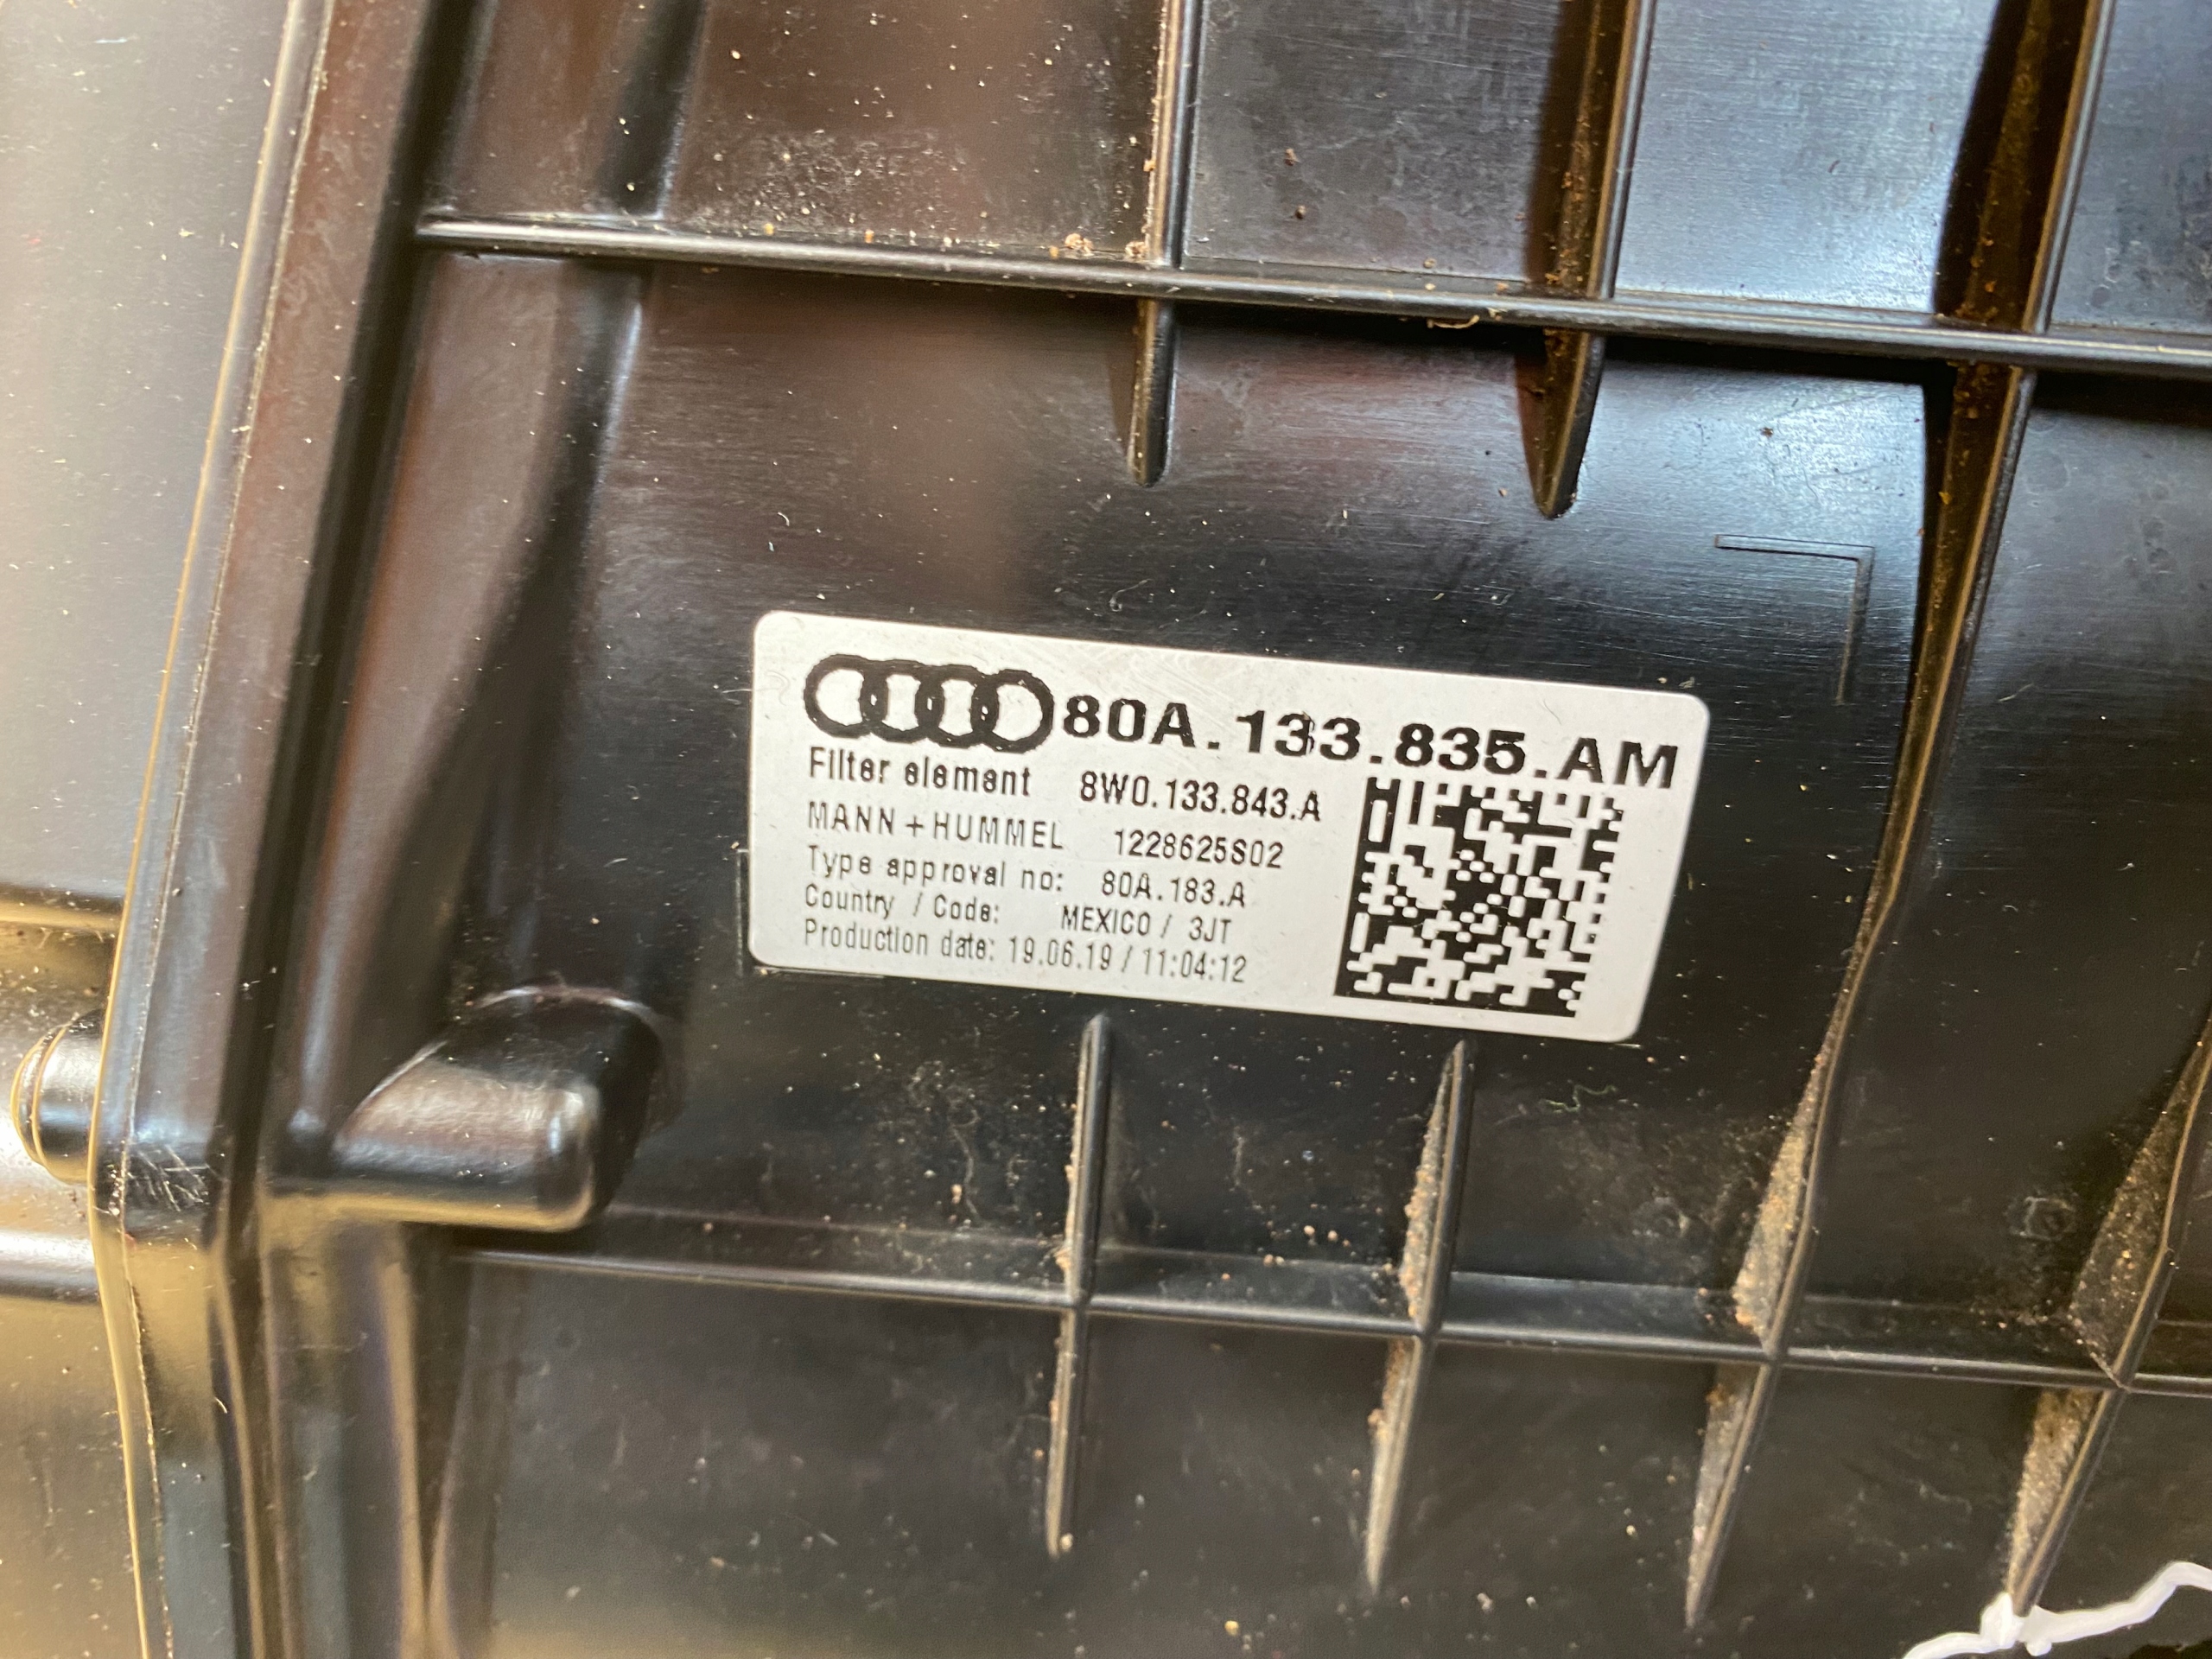 80A.133.835.AM
Filter element 8W0.133.843.A
MANN+HUMMEL 1228625S02
Type approval no: 80A.183.A
Country / Code: MEXICO / 3JT
Production date: 19.06.19 / 11:04:12